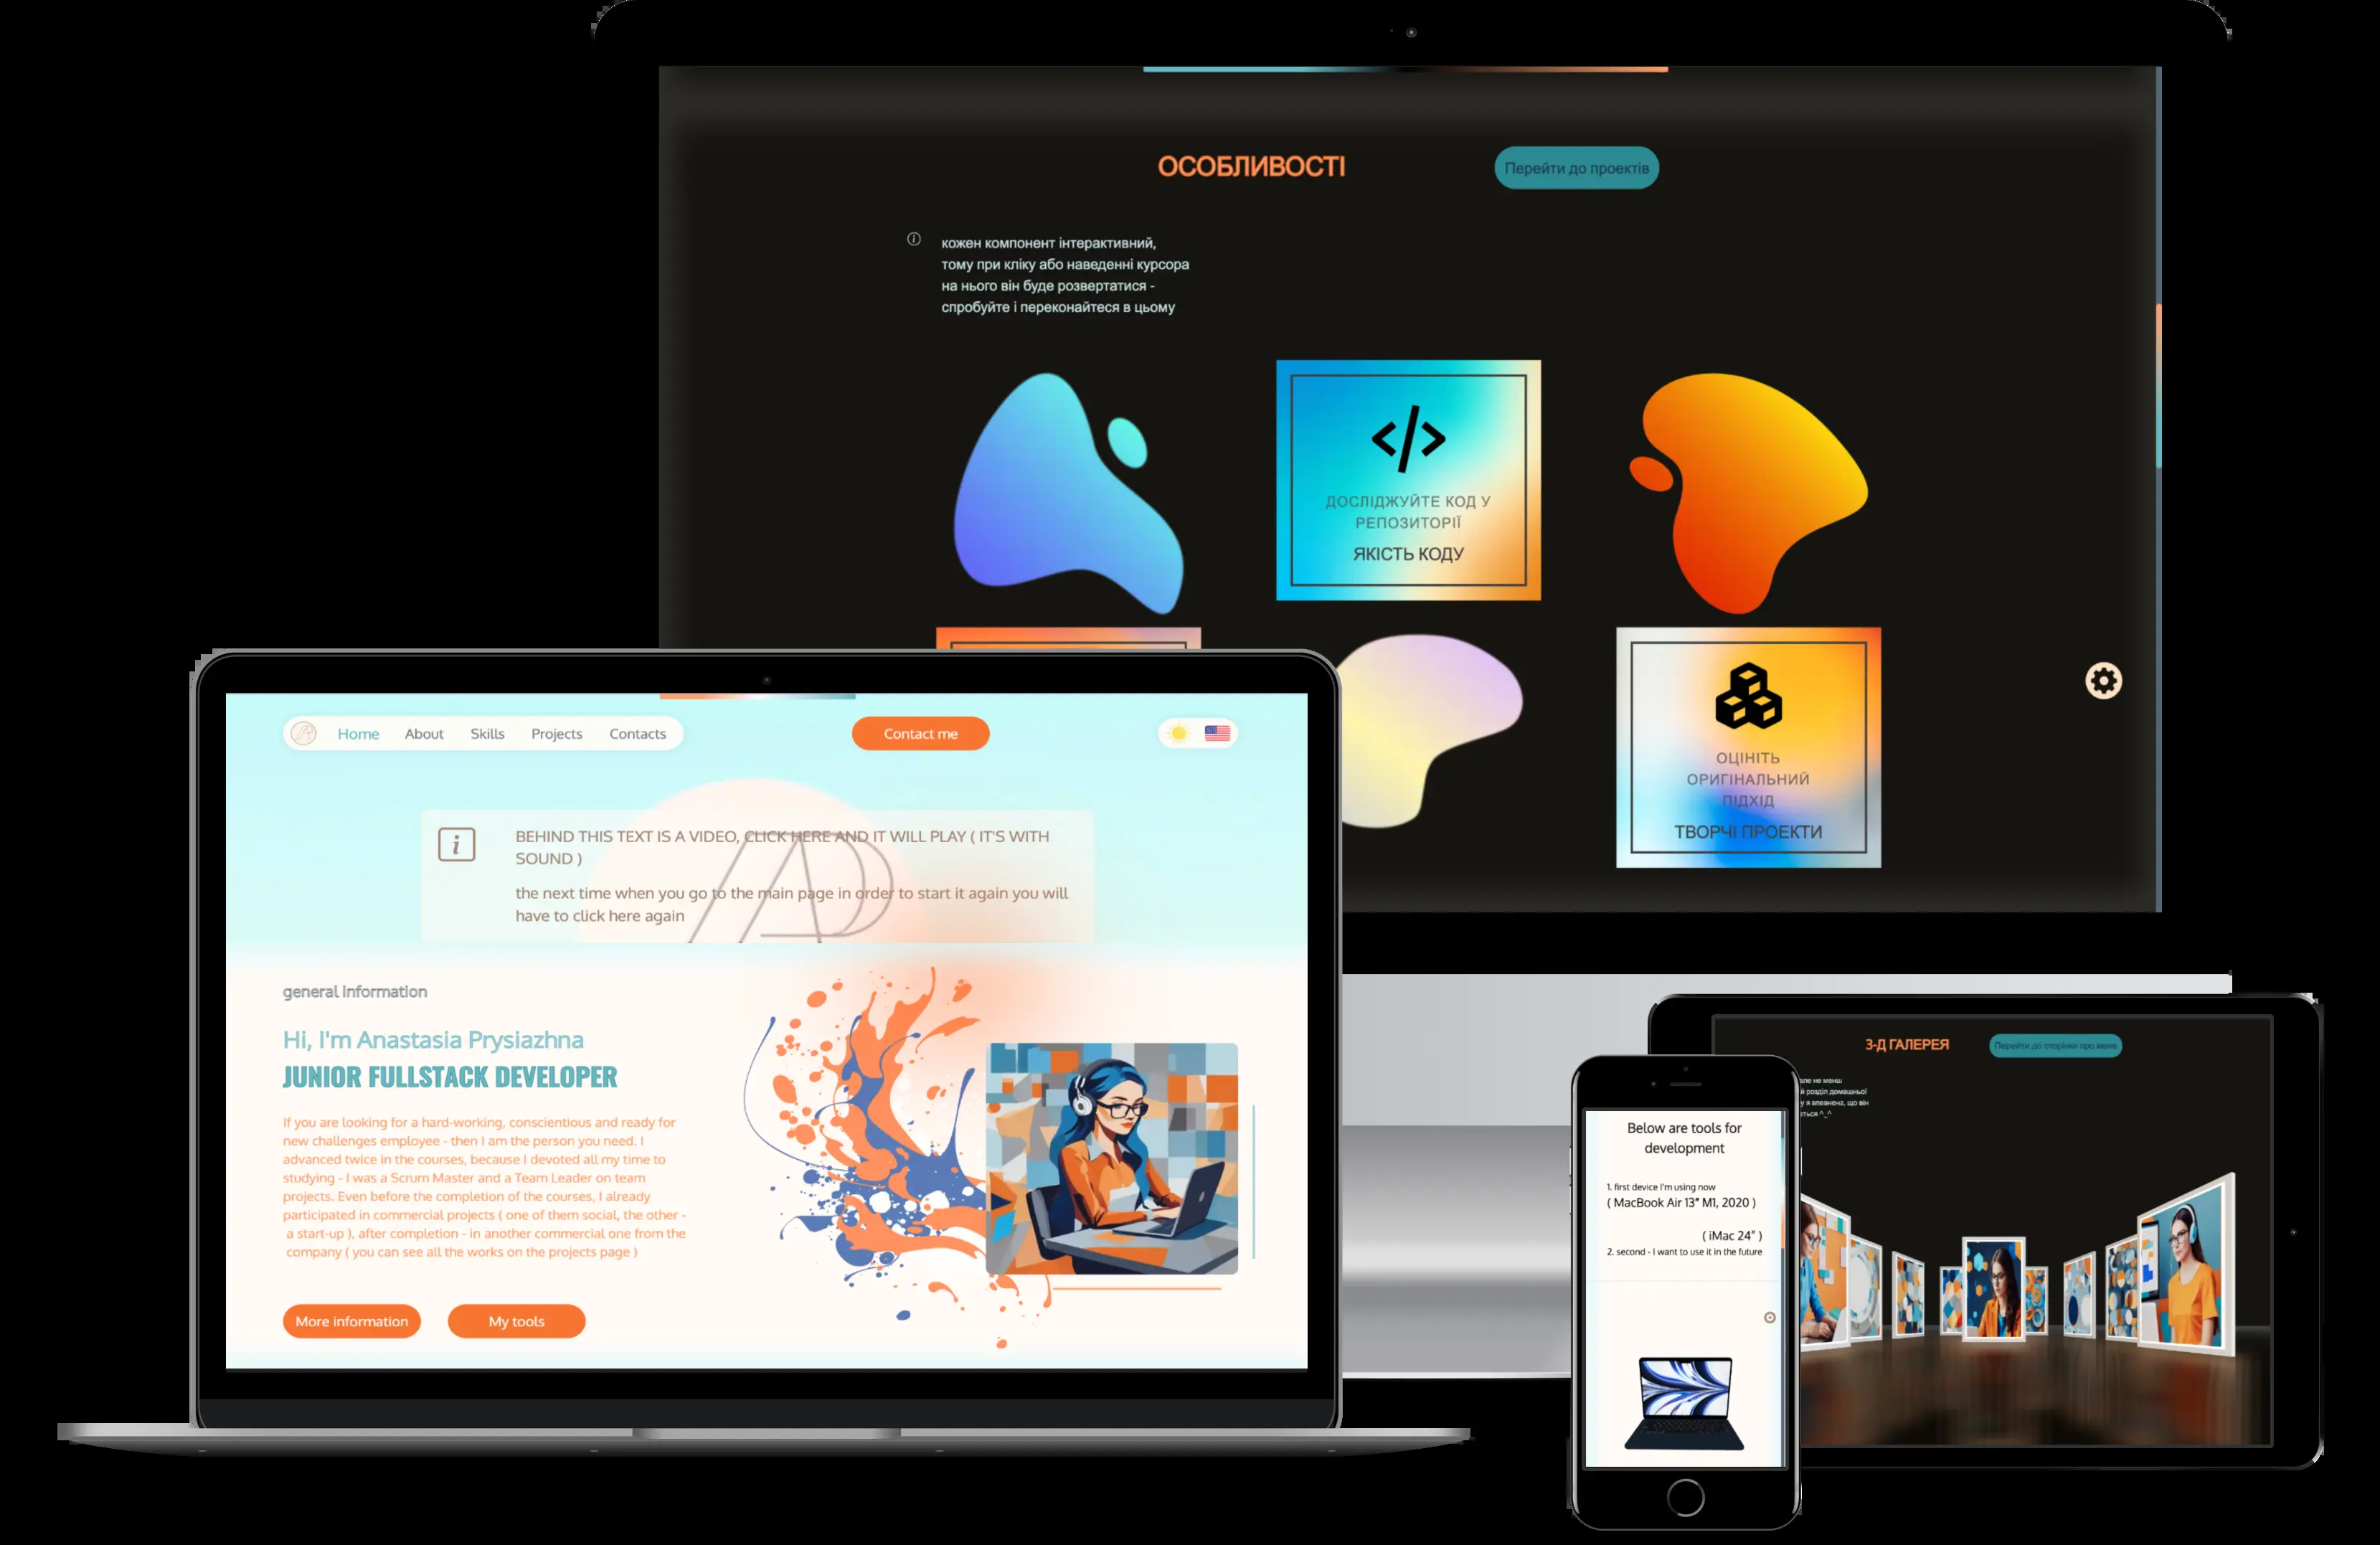 ОСОБЛИВОСТІ
Перейти до проектів
кожен компонент інтерактивний,
тому при кліку або наведенні курсора
на нього він буде розвертатися -
спробуйте і переконайтеся в цьому
ДОСЛІДЖУЙТЕ КОД У
РЕПОЗИТОРІЇ
ЯКІСТЬ КОДУ
ОЦІНІТЬ
ОРИГІНАЛЬНИЙ
ПІДХІД
ТВОРЧІ ПРОЕКТИ
Home About Skills Projects Contacts
Contact me
BEHIND THIS TEXT IS A VIDEO, CLICK HERE AND IT WILL PLAY ( IT'S WITH
SOUND )
the next time when you go to the main page in order to start it again you will
have to click here again
general information
Hi, I'm Anastasia Prysiazhna
JUNIOR FULLSTACK DEVELOPER
If you are looking for a hard-working, conscientious and ready for
new challenges employee - then I am the person you need. I
advanced twice in the courses, because I devoted all my time to
studying - I was a Scrum Master and a Team Leader on team
projects. Even before the completion of the courses, I already
participated in commercial projects ( one of them social, the other -
a start-up ), after completion - in another commercial one from the
company ( you can see all the works on the projects page )
More information
My tools
Below are tools for
development
1. first device I'm using now
( MacBook Air 13″ M1, 2020 )
( iMac 24″ )
2. second - I want to use it in the future
3-Д ГАЛЕРЕЯ
Перейти до сторінки про мене
але не менш
розділ домашньої
у я впевнена, що він
ться ^_^